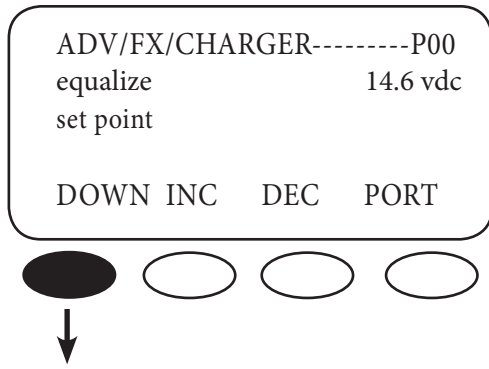 ADV/FX/CHARGER---------P00
equalize 14.6 vdc
set point
DOWN INC DEC PORT